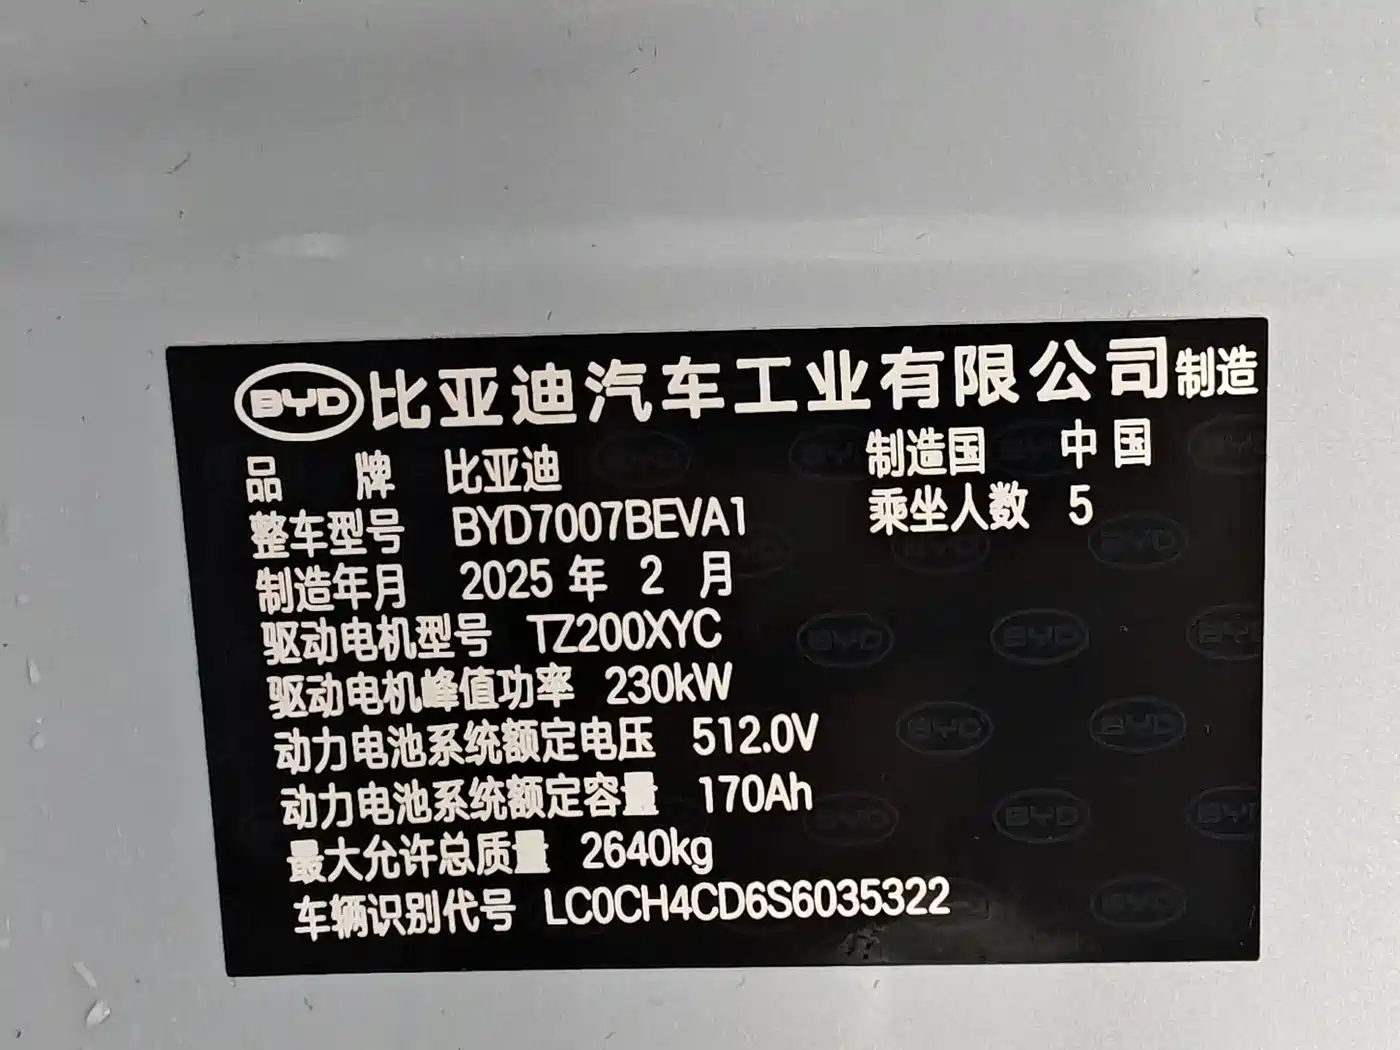 BYD 比亚迪汽车工业有限公司制造
品 牌 比亚迪 制造国 中国
整车型号 BYD7007BEVA1 乘坐人数 5
制造年月 2025 年 2 月
驱动电机型号 TZ200XYC
驱动电机峰值功率 230kW
动力电池系统额定电压 512.0V
动力电池系统额定容量 170Ah
最大允许总质量 2640kg
车辆识别代号 LC0CH4CD6S6035322